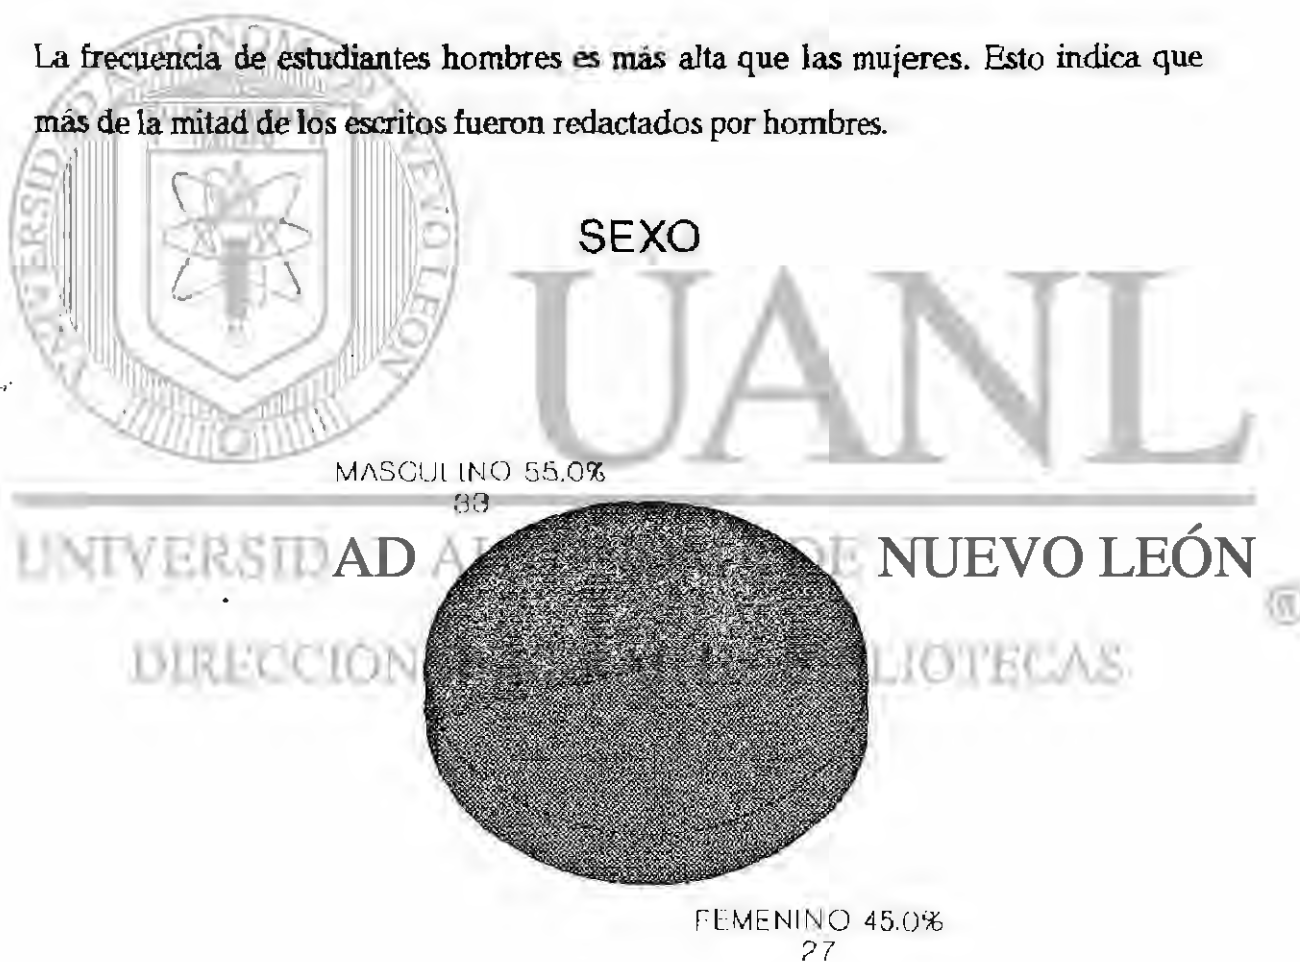 La frecuencia de estudiantes hombres es más alta que las mujeres. Esto indica que
más de la mitad de los escritos fueron redactados por hombres.
SEXO
UANL
MASCULINO 55.0%
33
UNIVERSIDAD DE NUEVO LEÓN
®
DIRECCIÓN
FEMENINO 45.0%
27